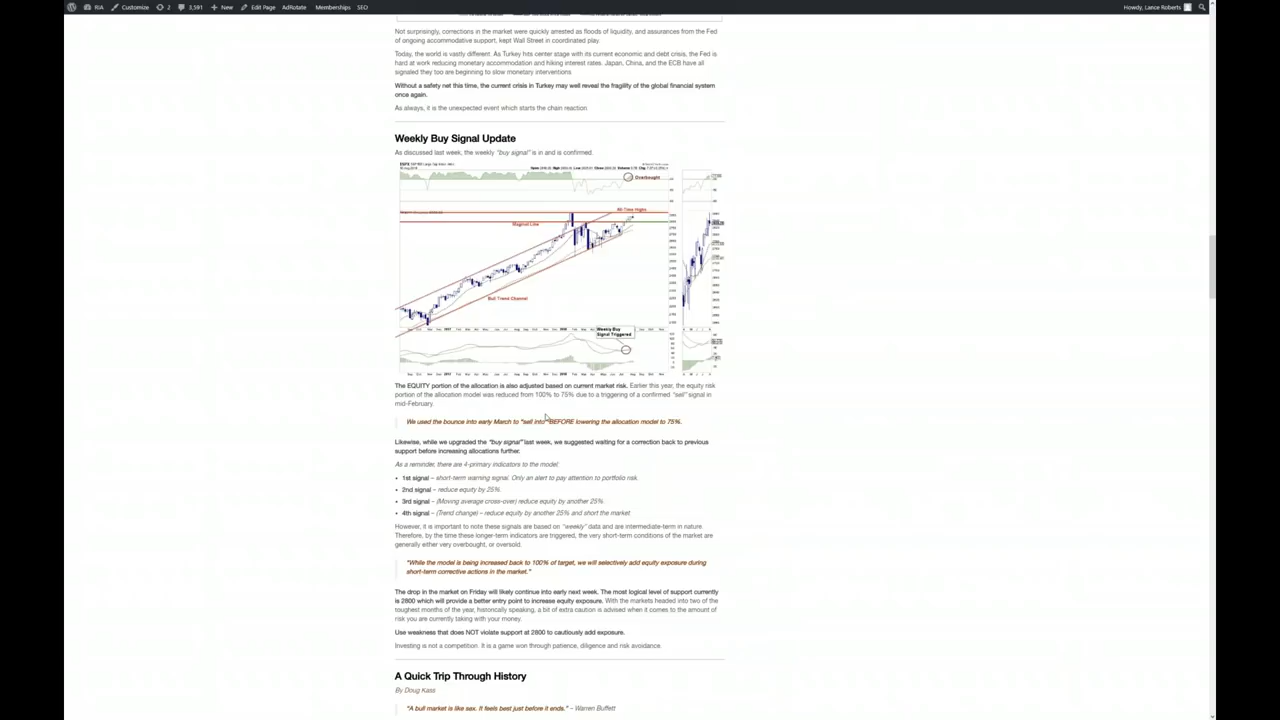 RIA Customize 2 3,591 New Edit Page AdRotate Memberships SEO Howdy, Lance Roberts
Not surprisingly, corrections in the market were quickly arrested as floods of liquidity, and assurances from the Fed
of ongoing accommodative support, kept Wall Street in coordinated play.
Today, the world is vastly different. As Turkey hits center stage with its current economic and debt crisis, the Fed is
hard at work reducing monetary accommodation and hiking interest rates. Japan, China, and the ECB have all
signaled they too are beginning to slow monetary interventions
Without a safety net this time, the current crisis in Turkey may well reveal the fragility of the global financial system
once again.
As always, it is the unexpected event which starts the chain reaction
Weekly Buy Signal Update
As discussed last week, the weekly "buy signal" is in and is confirmed.
Overbought
All-Time Highs
Maginot Line
Bull Trend Channel
Weekly Buy
Signal Triggered
The EQUITY portion of the allocation is also adjusted based on current market risk. Earlier this year, the equity risk
portion of the allocation model was reduced from 100% to 75% due to a triggering of a confirmed "sell" signal in
mid-February.
We used the bounce into early March to "sell into" BEFORE lowering the allocation model to 75%.
Likewise, while we upgraded the "buy signal" last week, we suggested waiting for a correction back to previous
support before increasing allocations further.
As a reminder, there are 4-primary indicators to the model:
• 1st signal – short-term warning signal. Only an alert to pay attention to portfolio risk.
• 2nd signal – reduce equity by 25%
• 3rd signal – (Moving average cross-over) reduce equity by another 25%
• 4th signal – (Trend change) – reduce equity by another 25% and short the market
However, it is important to note these signals are based on "weekly" data and are intermediate-term in nature
Therefore, by the time these longer-term indicators are triggered, the very short-term conditions of the market are
generally either very overbought, or oversold.
"While the model is being increased back to 100% of target, we will selectively add equity exposure during
short-term corrective actions in the market."
The drop in the market on Friday will likely continue into early next week. The most logical level of support currently
is 2800 which will provide a better entry point to increase equity exposure. With the markets headed into two of the
toughest months of the year, historically speaking, a bit of extra caution is advised when it comes to the amount of
risk you are currently taking with your money.
Use weakness that does NOT violate support at 2800 to cautiously add exposure.
Investing is not a competition. It is a game won through patience, diligence and risk avoidance.
A Quick Trip Through History
By Doug Kass
"A bull market is like sex. It feels best just before it ends." – Warren Buffett